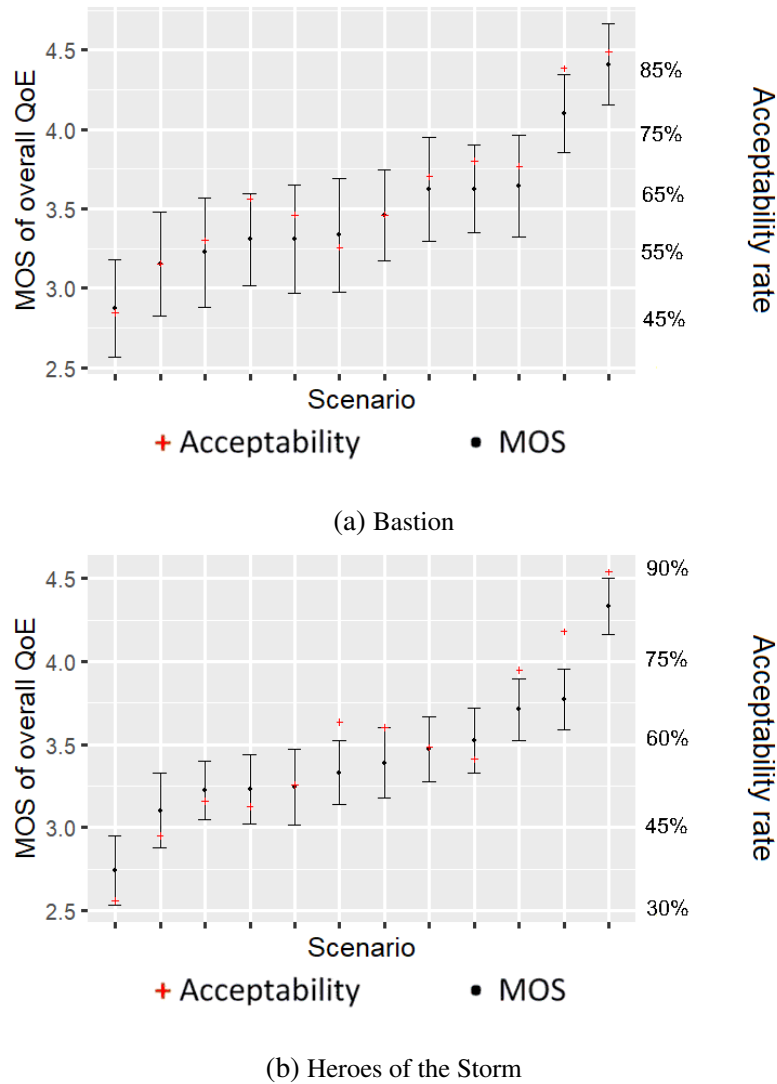 MOS of overall QoE
4.5
4.0
3.5
3.0
2.5
85%
75%
65%
55%
45%
Acceptability rate
Scenario
+ Acceptability • MOS
(a) Bastion
MOS of overall QoE
4.5
4.0
3.5
3.0
2.5
90%
75%
60%
45%
30%
Acceptability rate
Scenario
+ Acceptability • MOS
(b) Heroes of the Storm